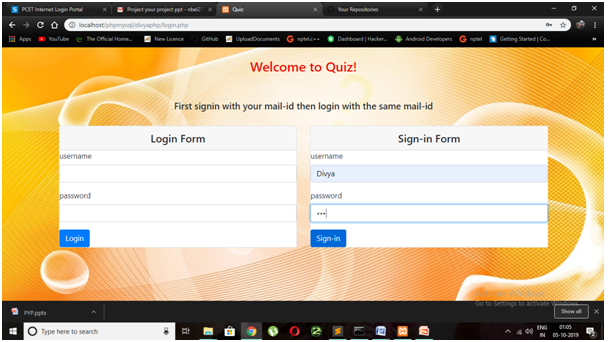 PCET Internet Login Portal
Project your project ppt - nbel2
Quiz
Your Repositories
localhost/phpmysql/divyaphp/login.php
Apps YouTube The Official Home... New Licence GitHub UploadDocuments nptelc++ Dashboard | Hacker... Android Developers nptel Getting Started | Co...
Welcome to Quiz!
First signin with your mail-id then login with the same mail-id
Login Form
username
password
Login
Sign-in Form
username
Divya
password
•••
Sign-in
Go to Settings to activate Windows.
PYP.pptx
Show all
Type here to search
ENG
IN
01:05
05-10-2019